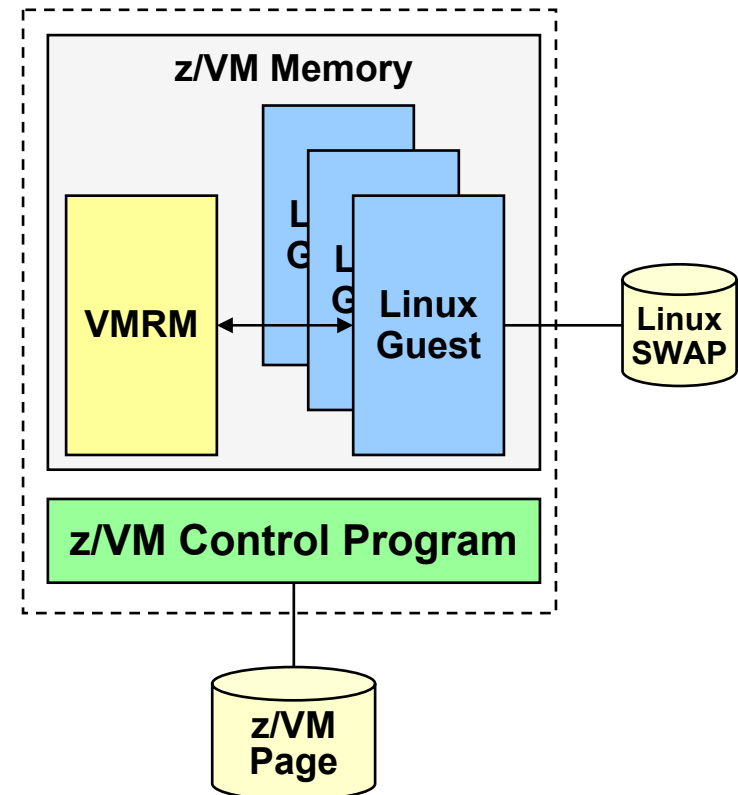 z/VM Memory
L
G
L
G
VMRM
Linux
Guest
Linux
SWAP
z/VM Control Program
z/VM
Page